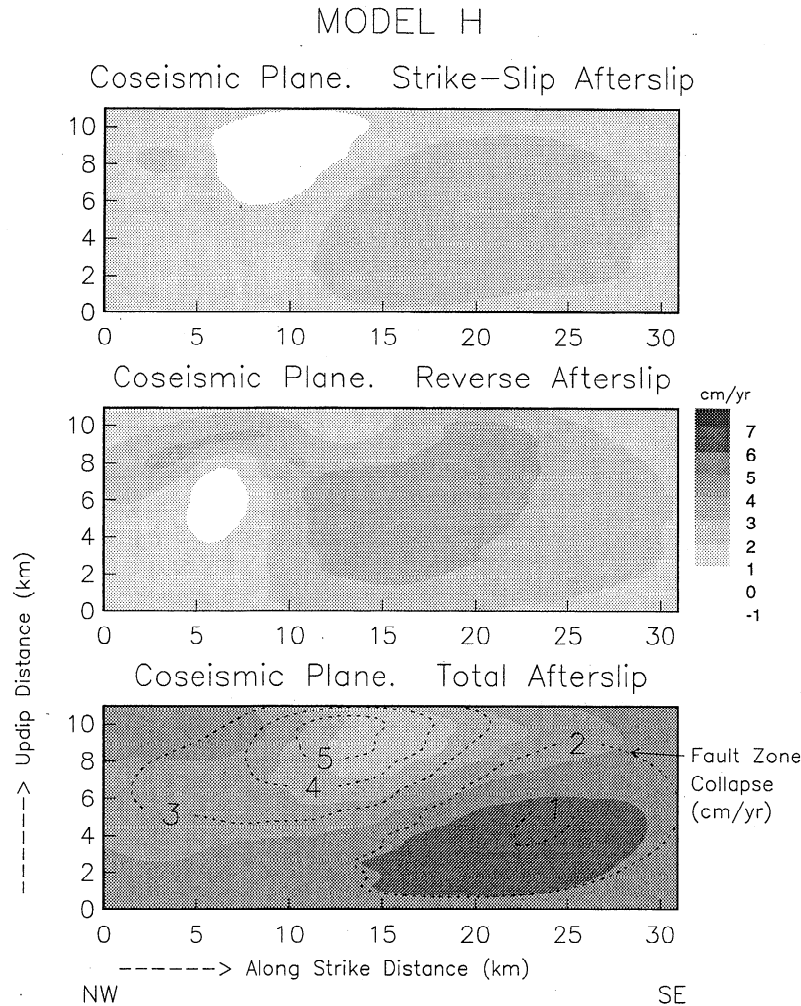 MODEL H
Coseismic Plane. Strike-Slip Afterslip
10
8
6
4
2
0
0 5 10 15 20 25 30
Coseismic Plane. Reverse Afterslip
10
8
6
4
2
0
0 5 10 15 20 25 30
cm/yr
7
6
5
4
3
2
1
0
-1
Coseismic Plane. Total Afterslip
10
8
6
4
2
0
5
4
3
2
1
Fault Zone
Collapse
(cm/yr)
0 5 10 15 20 25 30
------> Updip Distance (km)
-------> Along Strike Distance (km)
NW SE